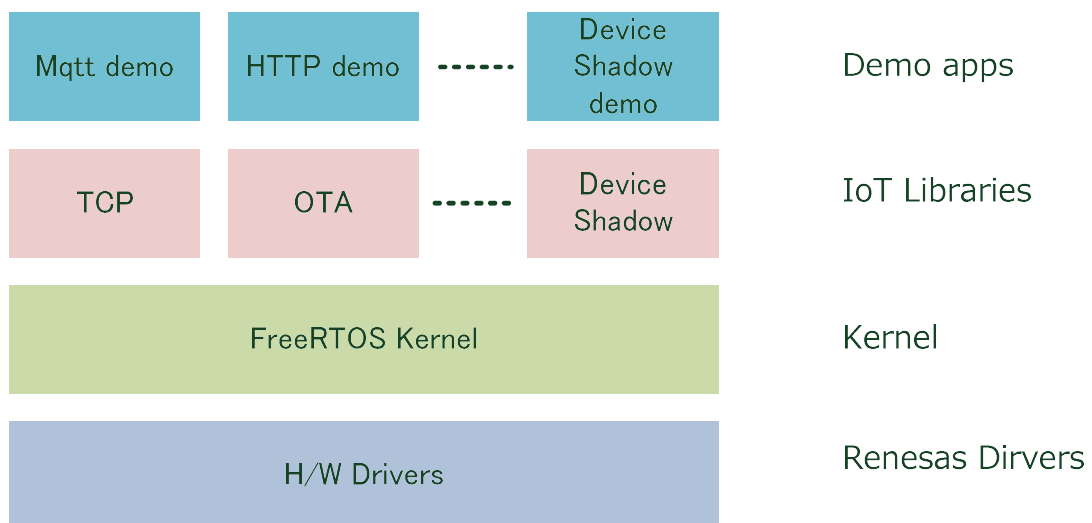 Mqtt demo
HTTP demo
Device
Shadow
demo
Demo apps
TCP
OTA
Device
Shadow
IoT Libraries
FreeRTOS Kernel
Kernel
H/W Drivers
Renesas Dirvers